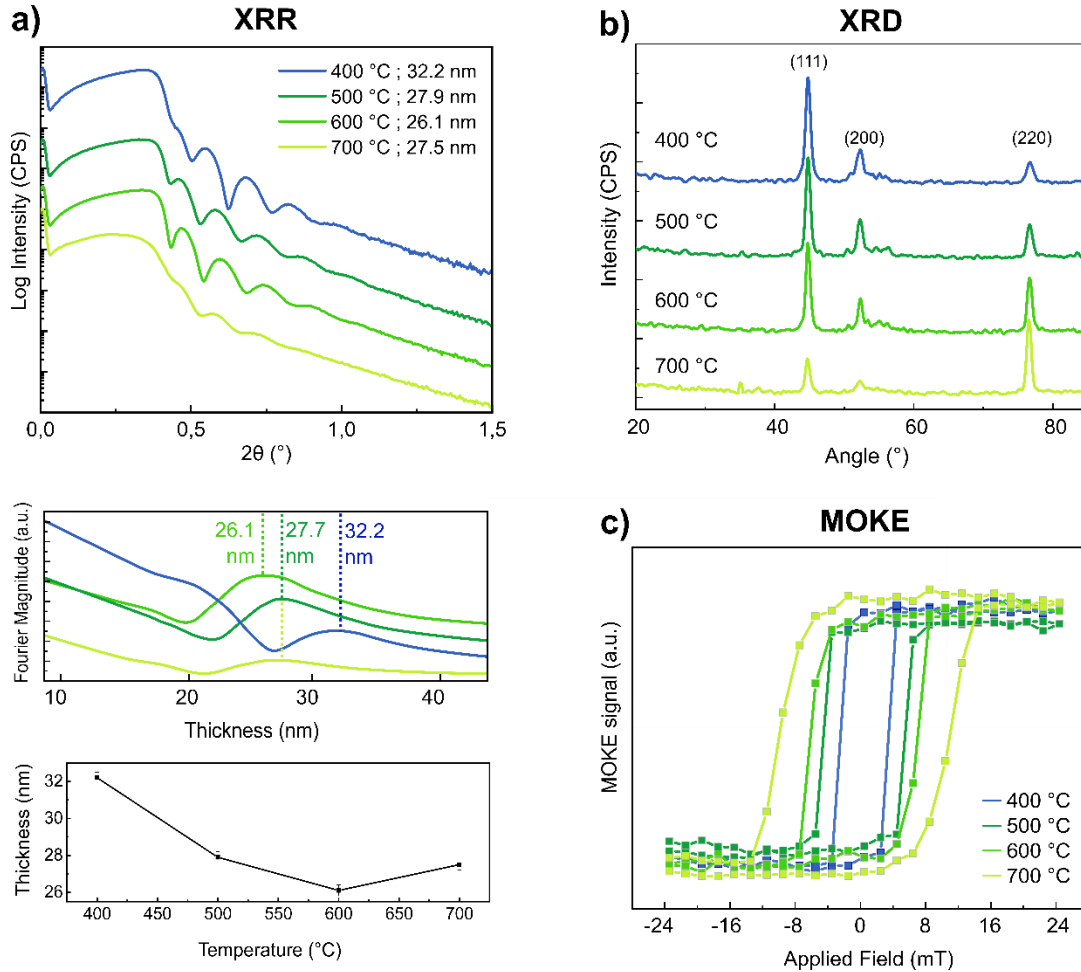 a)
XRR
400 °C ; 32.2 nm
500 °C ; 27.9 nm
600 °C ; 26.1 nm
700 °C ; 27.5 nm
Log Intensity (CPS)
0,0 0,5 1,0 1,5
2θ (°)
26.1 nm
27.7 nm
32.2 nm
Fourier Magnitude (a.u.)
10 20 30 40
Thickness (nm)
Thickness (nm)
32
28
26
400 450 500 550 600 650 700
Temperature (°C)
b)
XRD
(111)
(200)
(220)
400 °C
500 °C
600 °C
700 °C
Intensity (CPS)
20 40 60 80
Angle (°)
c)
MOKE
MOKE signal (a.u.)
400 °C
500 °C
600 °C
700 °C
-24 -16 -8 0 8 16 24
Applied Field (mT)